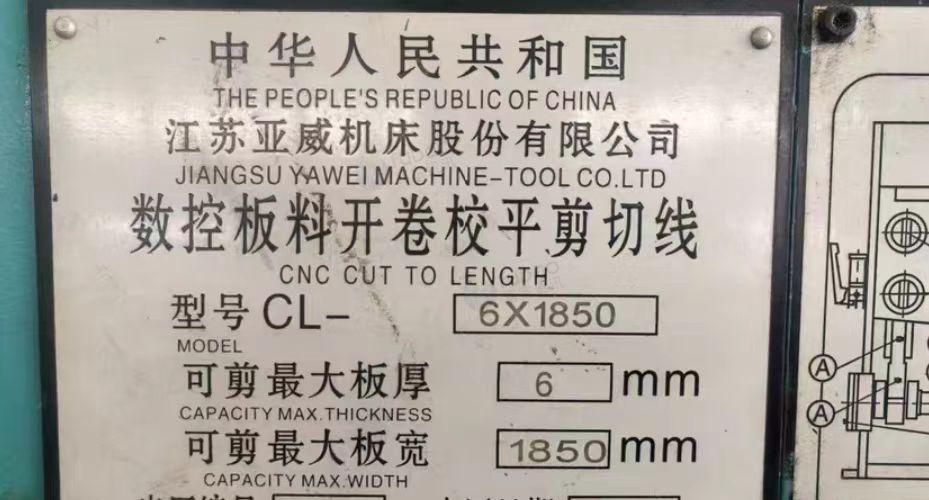 中华人民共和国
THE PEOPLE'S REPUBLIC OF CHINA
江苏亚威机床股份有限公司
JIANGSU YAWEI MACHINE-TOOL CO.LTD
数控板料开卷校平剪切线
CNC CUT TO LENGTH
型号 CL- 6X1850
MODEL
可剪最大板厚 6 mm
CAPACITY MAX.THICKNESS
可剪最大板宽 1850 mm
CAPACITY MAX.WIDTH
A
A